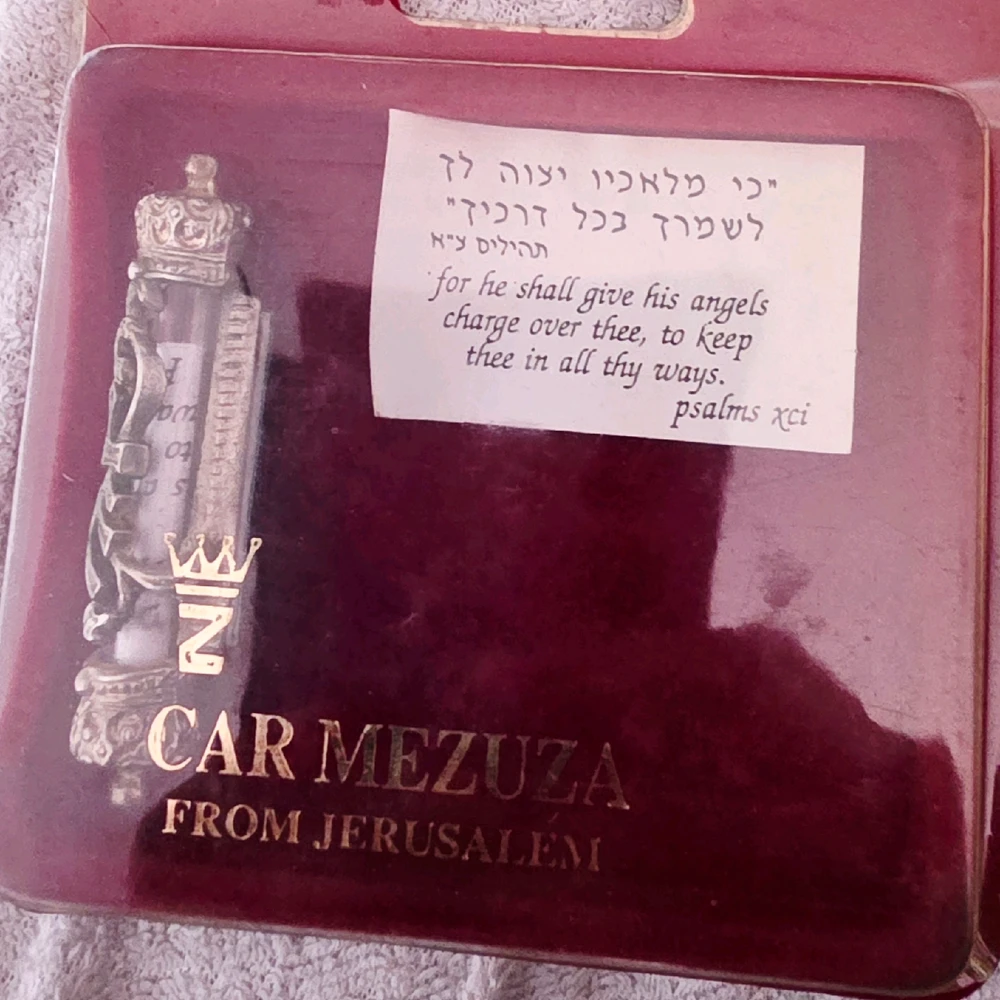 "כי מלאכיו יצוה לך
לשמרך בכל דרכיך"
תהילים צ"א
for he shall give his angels
charge over thee, to keep
thee in all thy ways.
psalms xci
N
CAR MEZUZA
FROM JERUSALEM